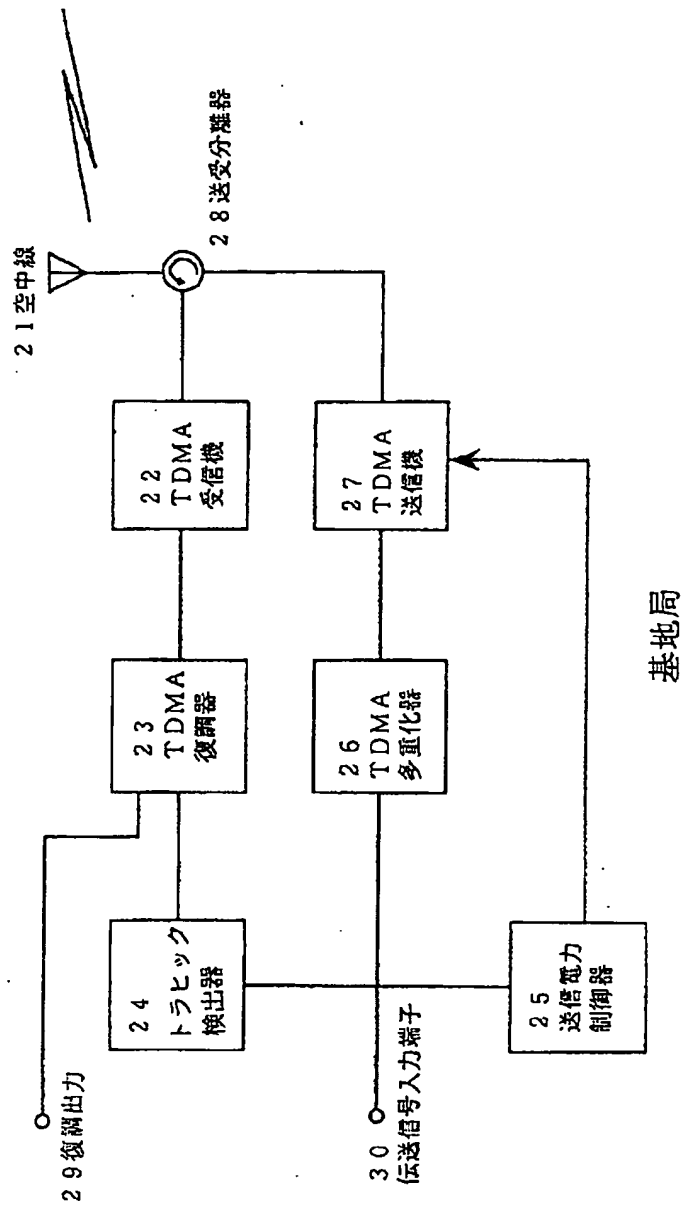 21空中線
28送受分離器
22
TDMA
受信機
27
TDMA
送信機
23
TDMA
復調器
26
TDMA
多重化器
24
トラヒック
検出器
25
送信電力
制御器
29復調出力
30
伝送信号入力端子
基地局